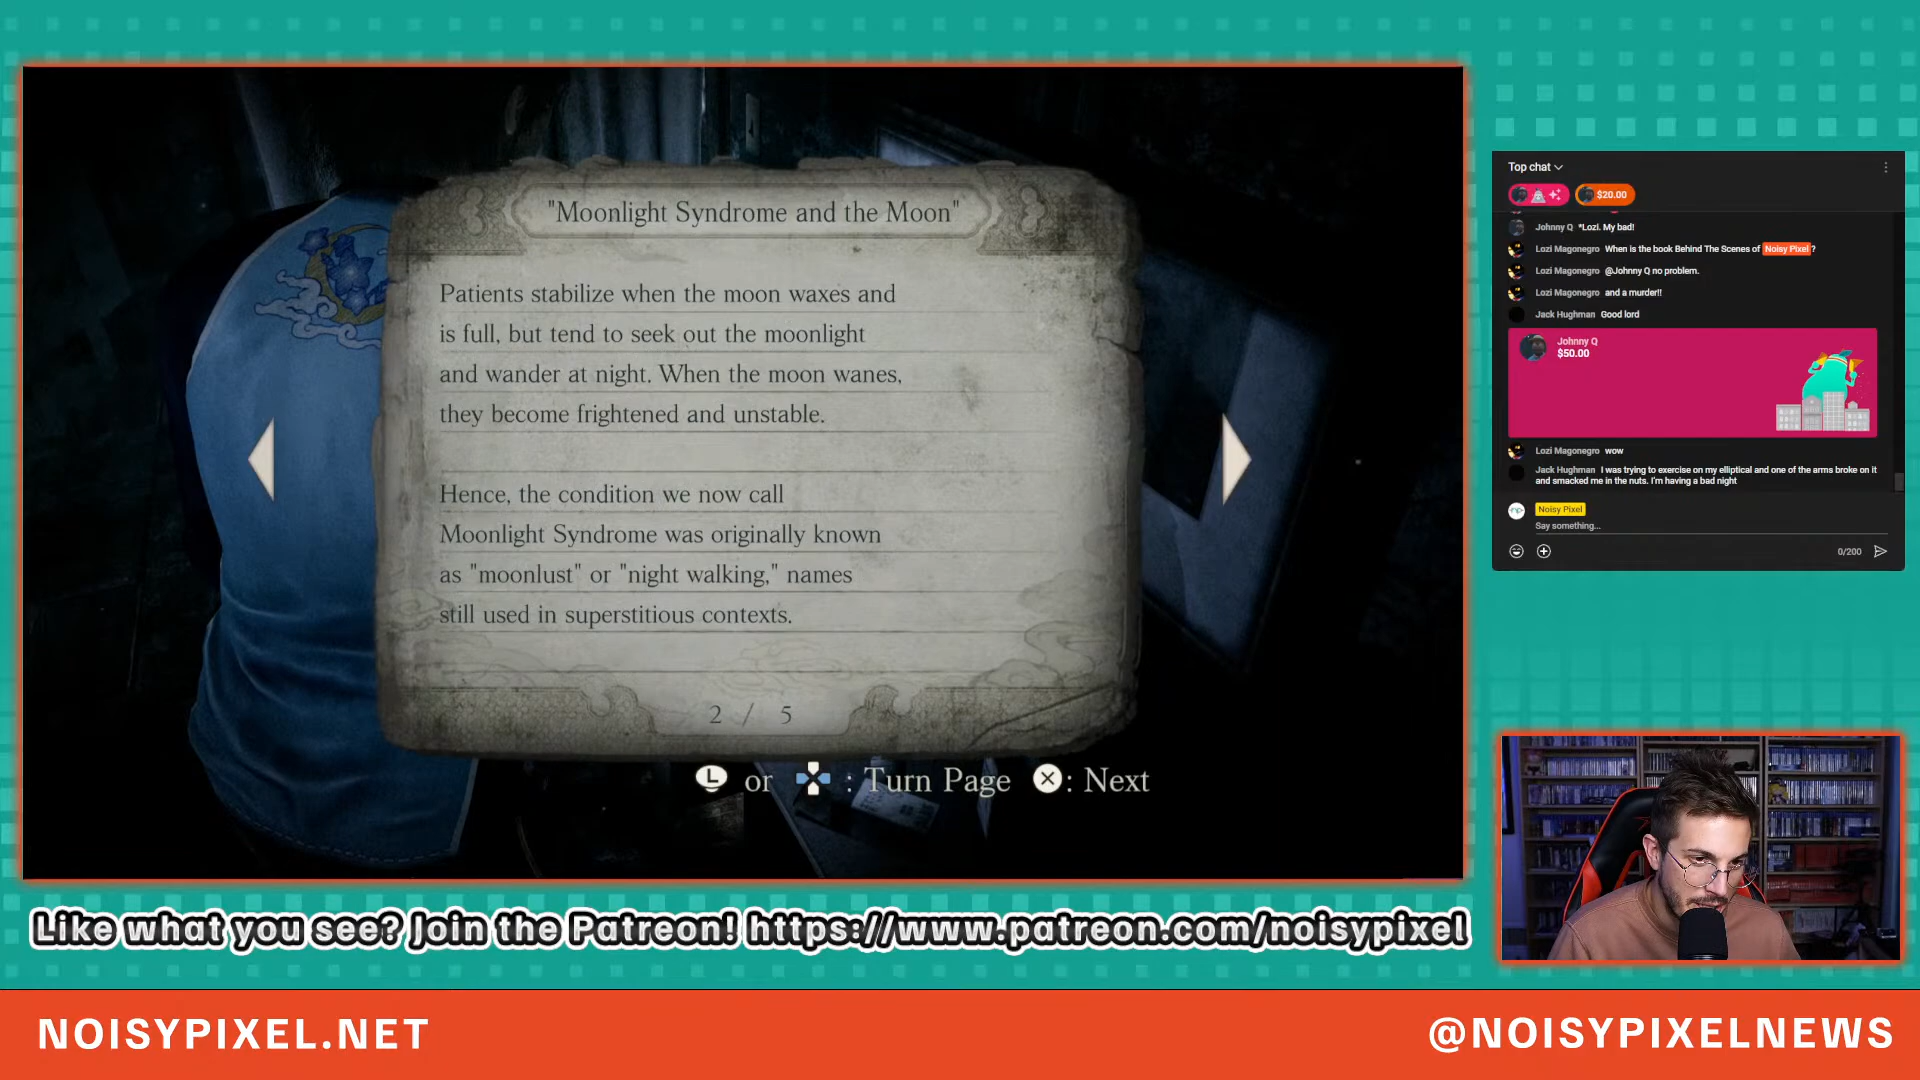 "Moonlight Syndrome and the Moon"
Patients stabilize when the moon waxes and
is full, but tend to seek out the moonlight
and wander at night. When the moon wanes,
they become frightened and unstable.
Hence, the condition we now call
Moonlight Syndrome was originally known
as "moonlust" or "night walking," names
still used in superstitious contexts.
2 / 5
L or : Turn Page X: Next
Top chat
$20.00
Johnny Q *Lozi. My bad!
Lozi Magonegro When is the book Behind The Scenes of Noisy Pixel ?
Lozi Magonegro @Johnny Q no problem.
Lozi Magonegro and a murder!!
Jack Hughman Good lord
Johnny Q
$50.00
Lozi Magonegro wow
Jack Hughman I was trying to exercise on my elliptical and one of the arms broke on it
and smacked me in the nuts. I'm having a bad night
Noisy Pixel
Say something...
0/200
Like what you see? Join the Patreon! https://www.patreon.com/noisypixel
NOISYPIXEL.NET
@NOISYPIXELNEWS